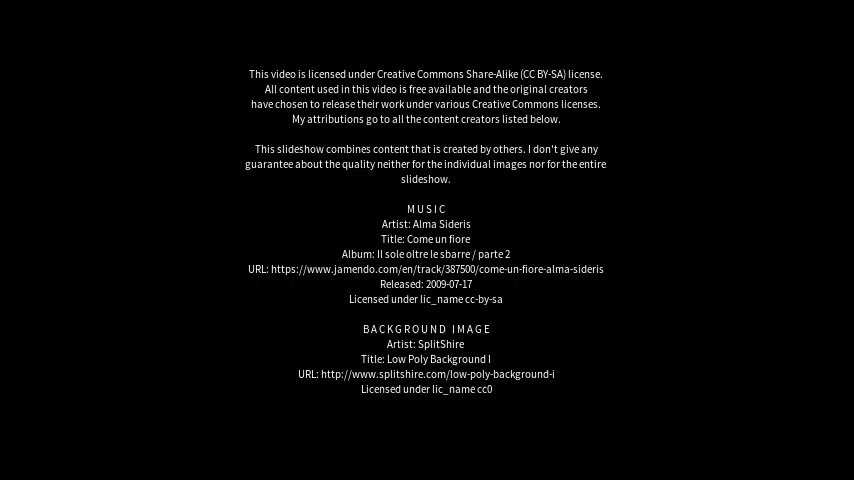 This video is licensed under Creative Commons Share-Alike (CC BY-SA) license.
All content used in this video is free available and the original creators
have chosen to release their work under various Creative Commons licenses.
My attributions go to all the content creators listed below.
This slideshow combines content that is created by others. I don't give any
guarantee about the quality neither for the individual images nor for the entire
slideshow.
MUSIC
Artist: Alma Sideris
Title: Come un fiore
Album: Il sole oltre le sbarre / parte 2
URL: https://www.jamendo.com/en/track/387500/come-un-fiore-alma-sideris
Released: 2009-07-17
Licensed under lic_name cc-by-sa
BACKGROUND IMAGE
Artist: SplitShire
Title: Low Poly Background I
URL: http://www.splitshire.com/low-poly-background-i
Licensed under lic_name cc0